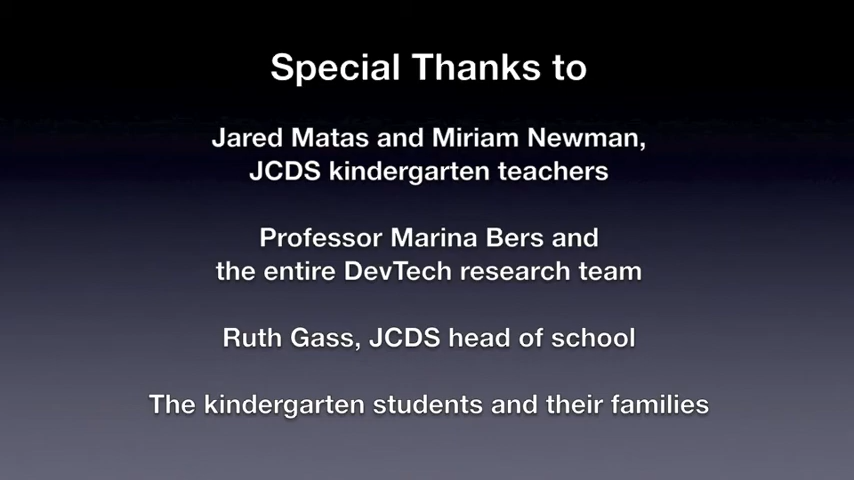 Special Thanks to
Jared Matas and Miriam Newman,
JCDS kindergarten teachers
Professor Marina Bers and
the entire DevTech research team
Ruth Gass, JCDS head of school
The kindergarten students and their families